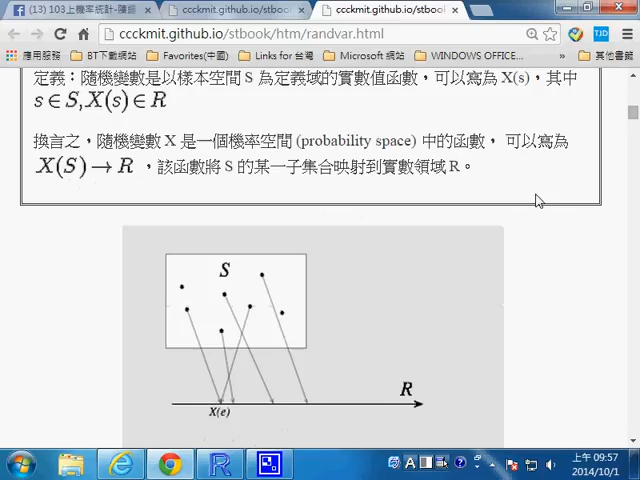 (13) 103上機率統計-陳鍾
ccckmit.github.io/stbook/
ccckmit.github.io/stbook
ccckmit.github.io/stbook/htm/randvar.html
TJD
應用服務 BT下載網站 Favorites(中國) Links for 台灣 Microsoft 網站 WINDOWS OFFICE... 其他書籤
定義：隨機變數是以樣本空間 S 為定義域的實數值函數，可以寫為 X(s)，其中
s ∈ S, X(s) ∈ R
換言之，隨機變數 X 是一個機率空間 (probability space) 中的函數， 可以寫為
X(S) → R ，該函數將 S 的某一子集合映射到實數領域 R。
S
R
X(e)
上午 09:57
2014/10/1